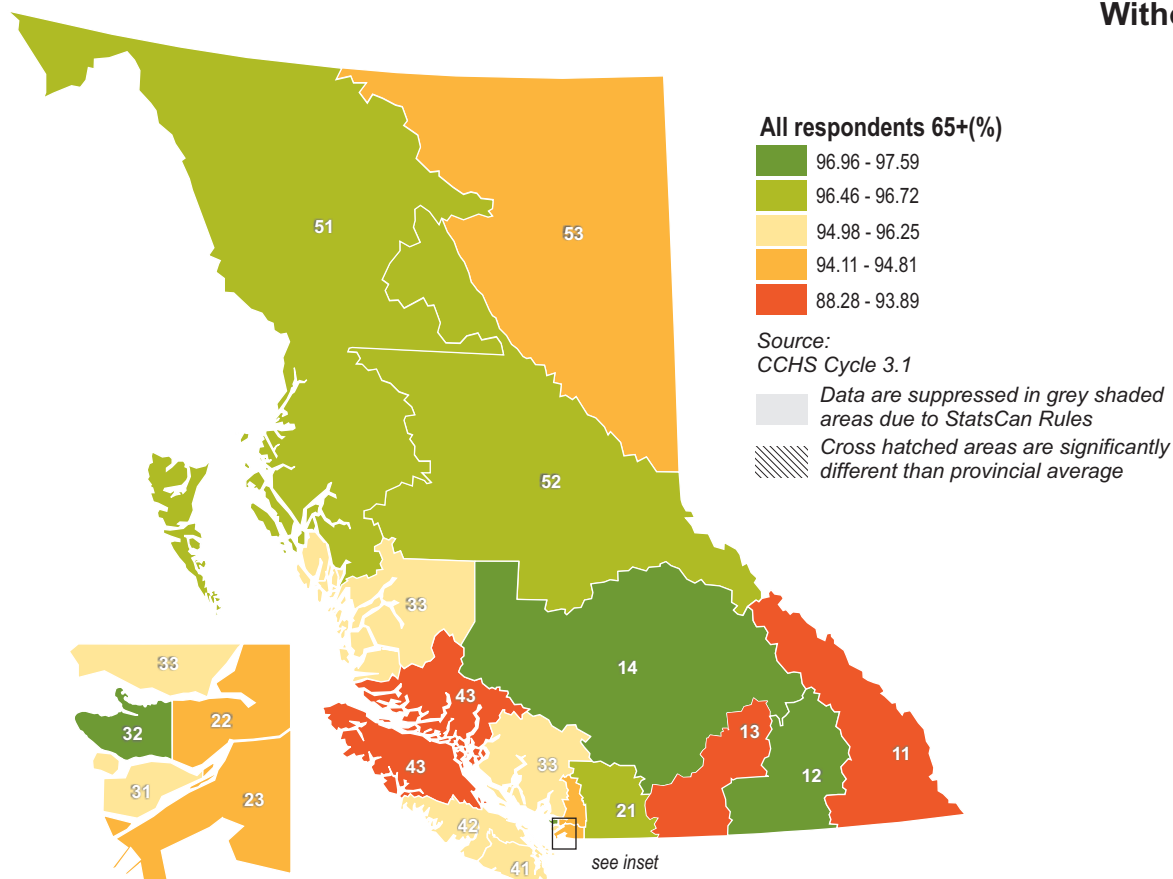 Witho
All respondents 65+(%)
96.96 - 97.59
96.46 - 96.72
94.98 - 96.25
94.11 - 94.81
88.28 - 93.89
Source:
CCHS Cycle 3.1
Data are suppressed in grey shaded
areas due to StatsCan Rules
Cross hatched areas are significantly
different than provincial average
51
53
52
33
14
43
13
11
12
43
33
21
42
41
see inset
33
32
22
31
23